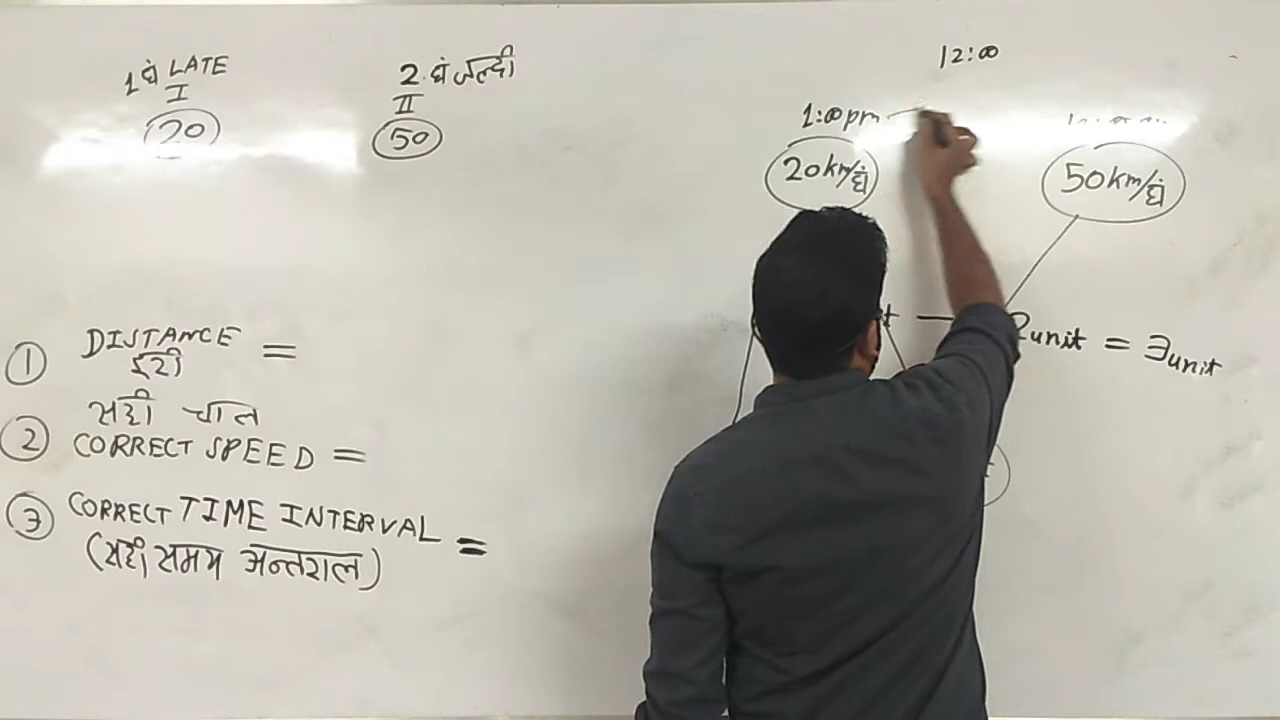 1 घं LATE
I
20
2 घं जल्दी
II
50
12:00
1:00pm
20km/घं
50km/घं
2unit = 3unit
① DISTANCE =
दूरी
सही चाल
② CORRECT SPEED =
③ CORRECT TIME INTERVAL =
(सही समय अन्तराल)